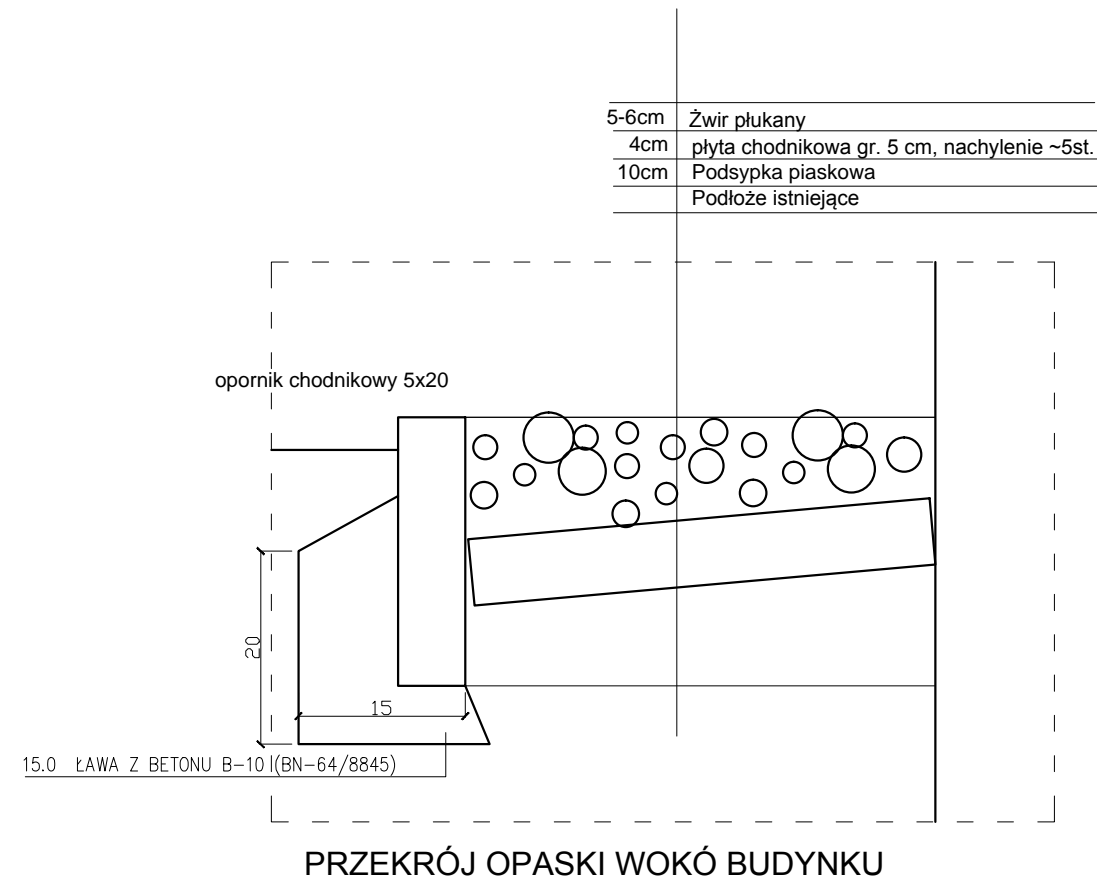 5-6cm Żwir płukany
4cm płyta chodnikowa gr. 5 cm, nachylenie ~5st.
10cm Podsypka piaskowa
Podłoże istniejące
opornik chodnikowy 5x20
20
15
15.0 ŁAWA Z BETONU B-10 (BN-64/8845)
PRZEKRÓJ OPASKI WOKÓ BUDYNKU